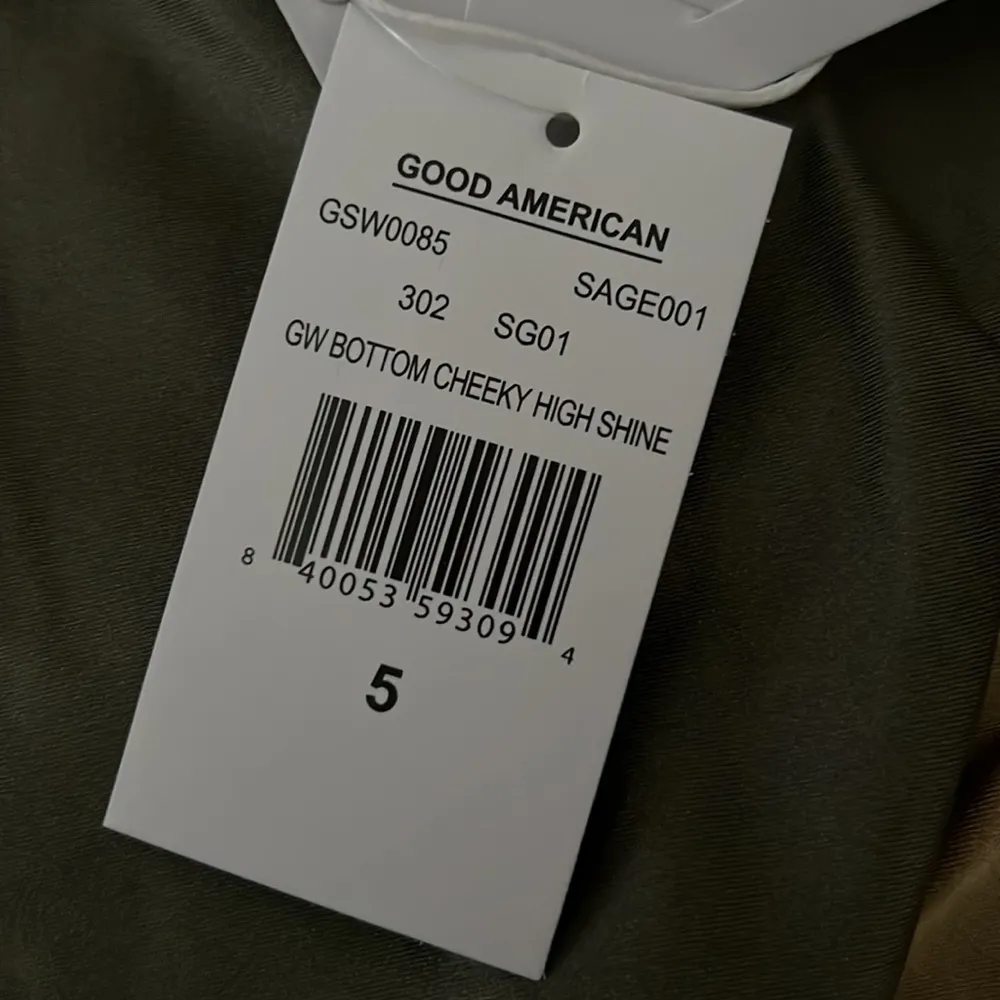 GOOD AMERICAN
GSW0085 SAGE001
302 SG01
GW BOTTOM CHEEKY HIGH SHINE
8 40053 59309 4
5